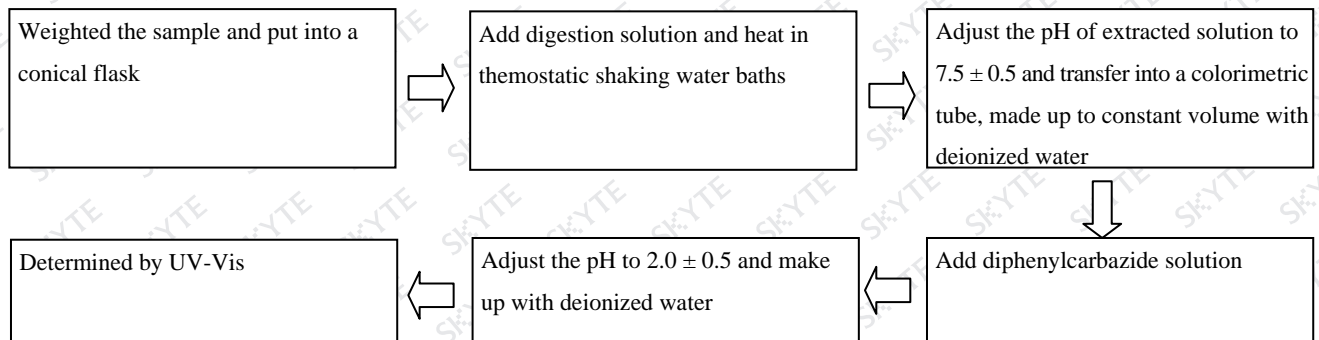 Weighted the sample and put into a
conical flask
Add digestion solution and heat in
themostatic shaking water baths
Adjust the pH of extracted solution to
7.5 ± 0.5 and transfer into a colorimetric
tube, made up to constant volume with
deionized water
Add diphenylcarbazide solution
Adjust the pH to 2.0 ± 0.5 and make
up with deionized water
Determined by UV-Vis
SKYTE